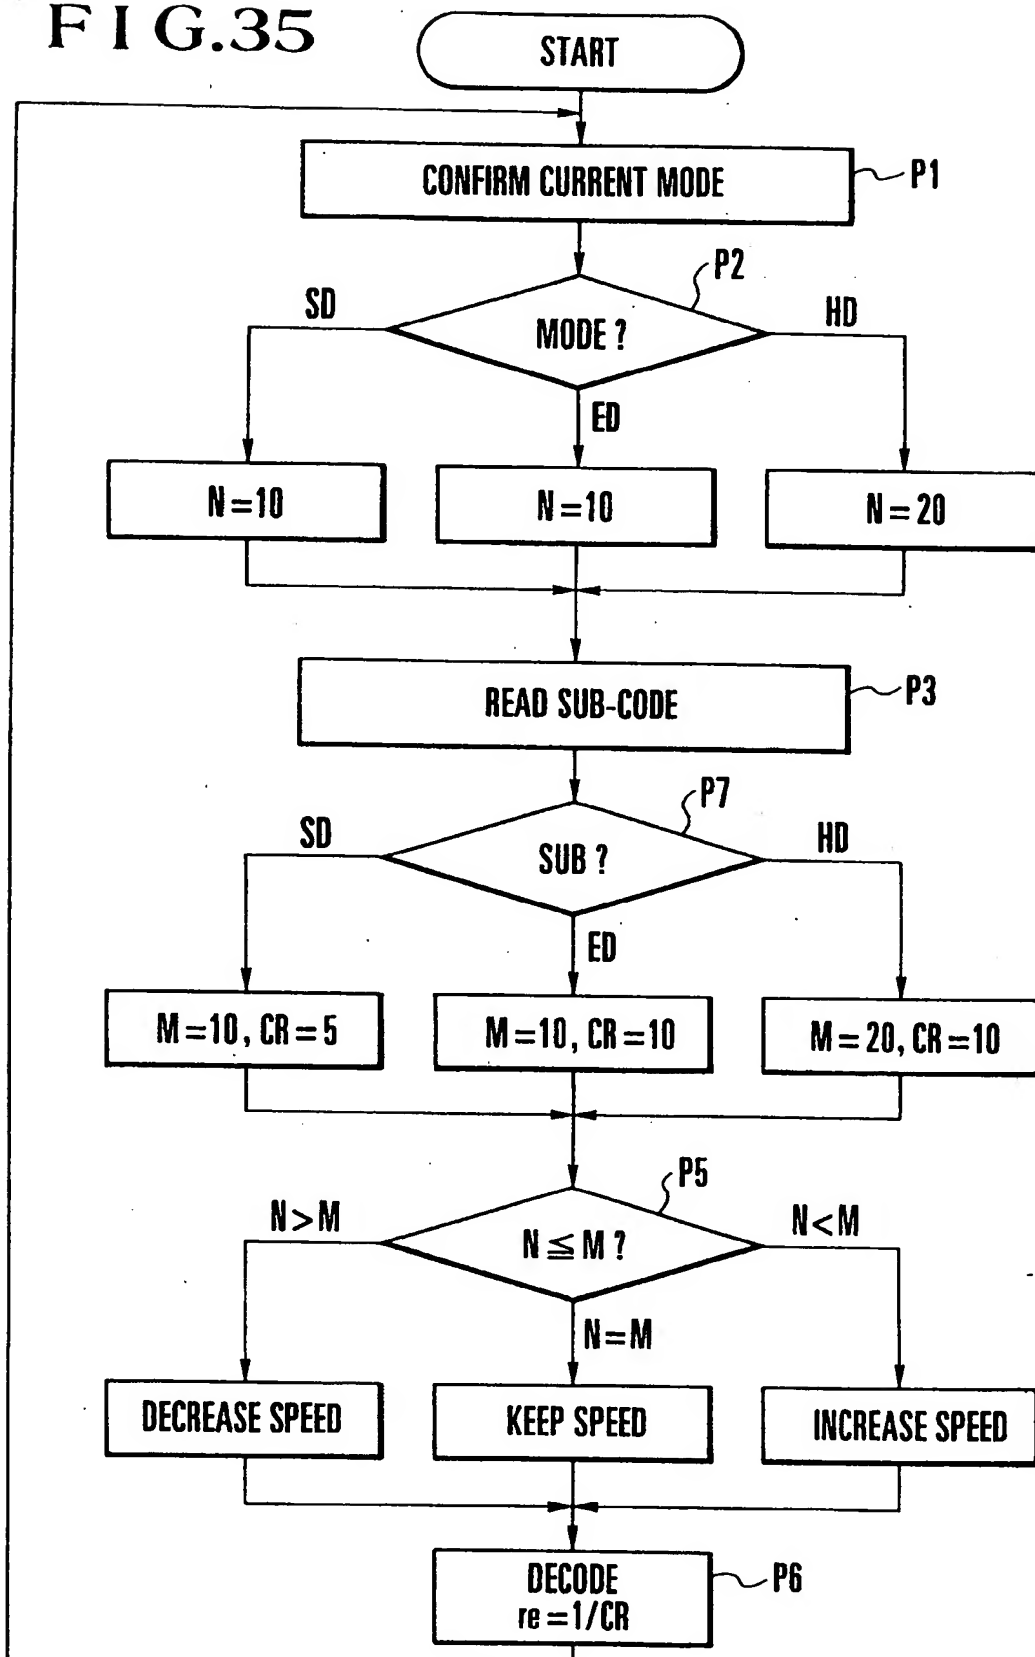 FIG.35
START
CONFIRM CURRENT MODE
P1
P2
SD
MODE ?
HD
ED
N=10
N=10
N=20
READ SUB-CODE
P3
P7
SD
SUB ?
HD
ED
M=10, CR=5
M=10, CR=10
M=20, CR=10
P5
N>M
N≦M ?
N<M
N=M
DECREASE SPEED
KEEP SPEED
INCREASE SPEED
DECODE
re=1/CR
P6